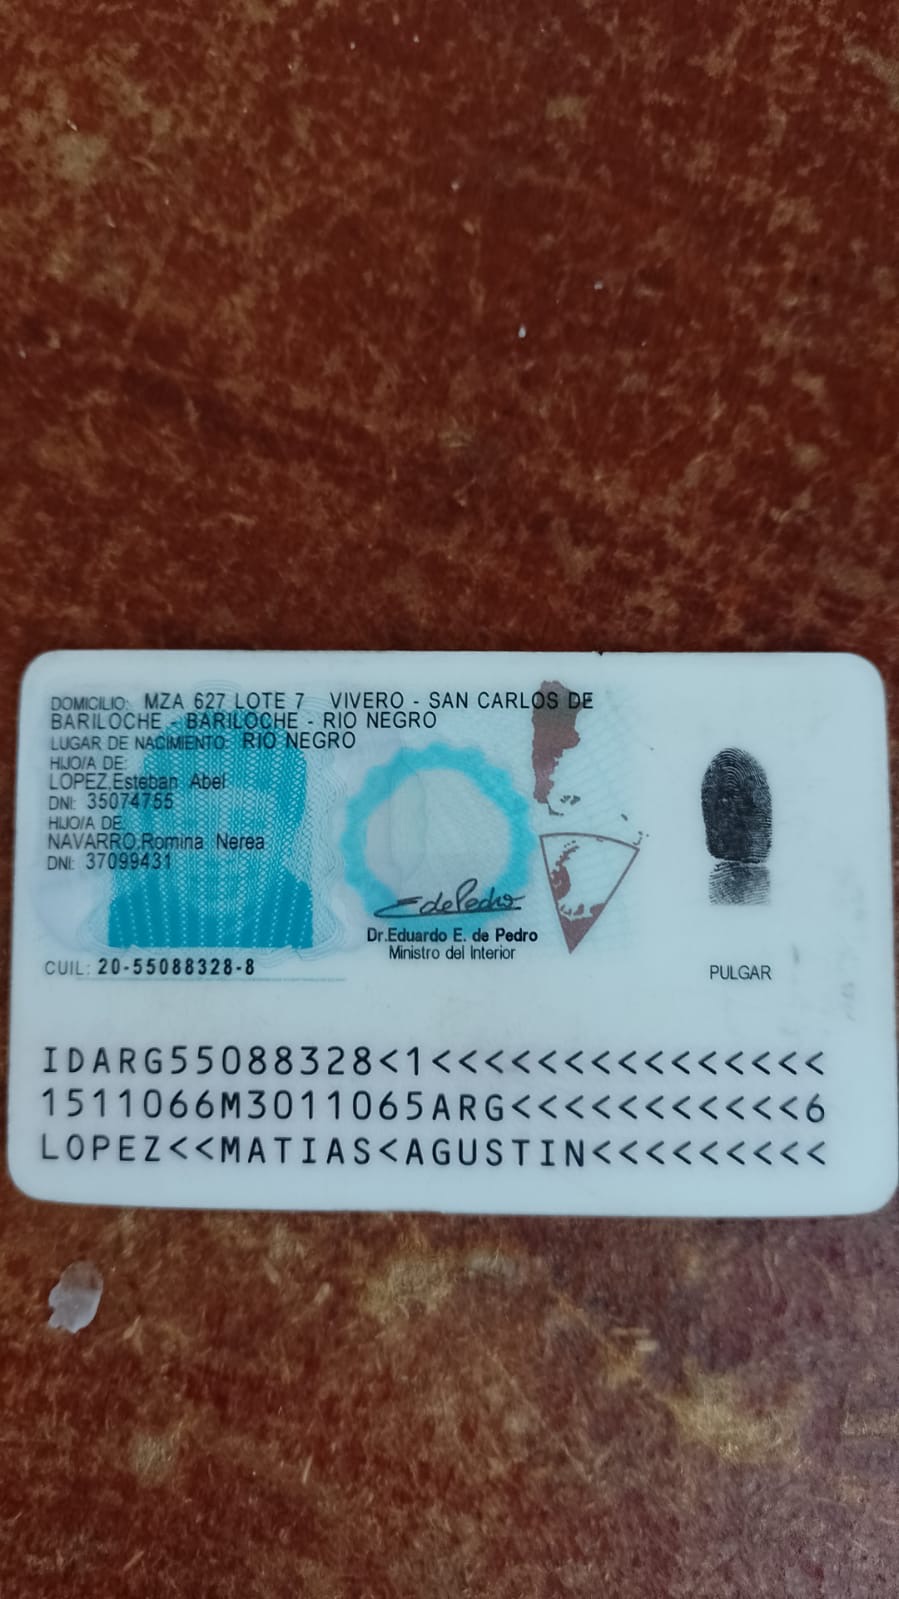 DOMICILIO: MZA 627 LOTE 7 VIVERO - SAN CARLOS DE
BARILOCHE - BARILOCHE - RIO NEGRO
LUGAR DE NACIMIENTO: RIO NEGRO
HIJO/A DE:
LOPEZ,Esteban Abel
DNI: 35074755
HIJO/A DE:
NAVARRO,Romina Nerea
DNI: 37099431
EdePedro
Dr.Eduardo E. de Pedro
Ministro del Interior
CUIL: 20-55088328-8
PULGAR
IDARG55088328<1<<<<<<<<<<<<<<<
1511066M3011065ARG<<<<<<<<<<<6
LOPEZ<<MATIAS<AGUSTIN<<<<<<<<<